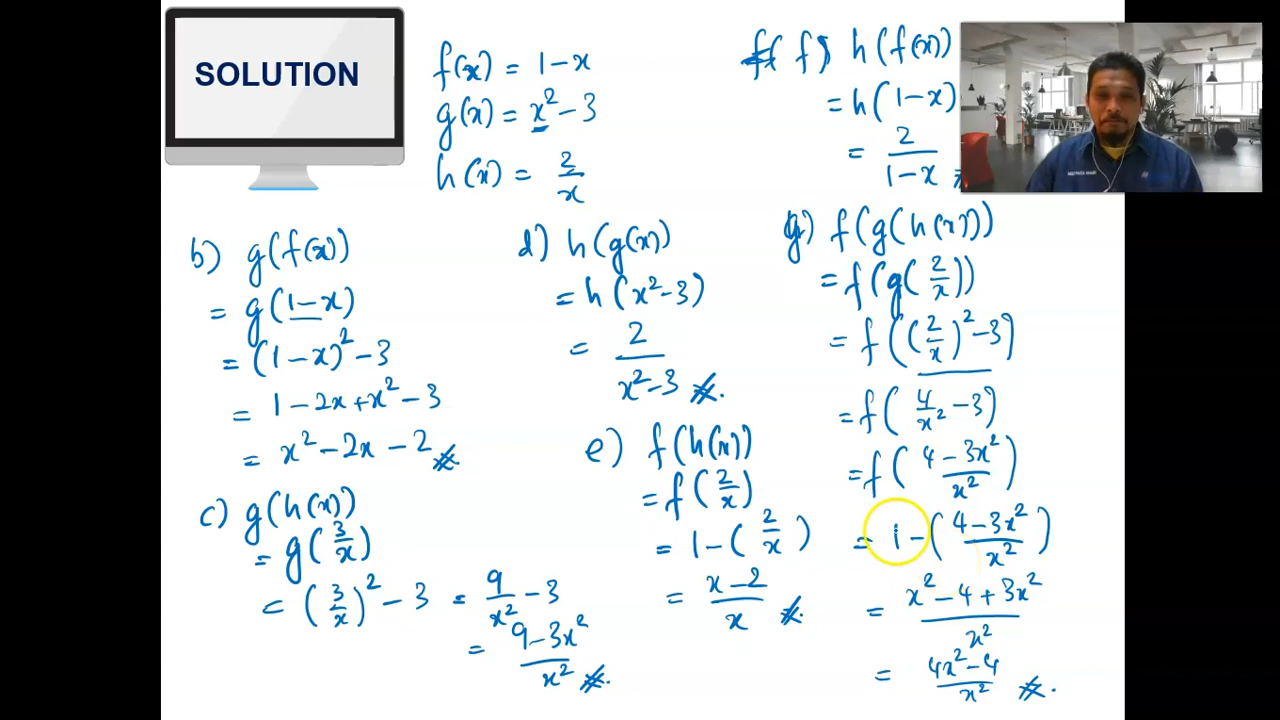 SOLUTION
f(x) = 1-x
g(x) = x² - 3
h(x) = 2/x
b) g(f(x))
= g(1-x)
= (1-x)² - 3
= 1 - 2x + x² - 3
= x² - 2x - 2
c) g(h(x))
= g(3/x)
= (3/x)² - 3 = 9/x² - 3
= (9-3x²)/x²
d) h(g(x))
= h(x²-3)
= 2/(x²-3)
e) f(h(x))
= f(2/x)
= 1 - (2/x)
= (x-2)/x
f) h(f(x))
= h(1-x)
= 2/(1-x)
g) f(g(h(x)))
= f(g(2/x))
= f((2/x)² - 3)
= f(4/x² - 3)
= f((4-3x²)/x²)
= 1 - ((4-3x²)/x²)
= (x² - 4 + 3x²)/x²
= (4x² - 4)/x²